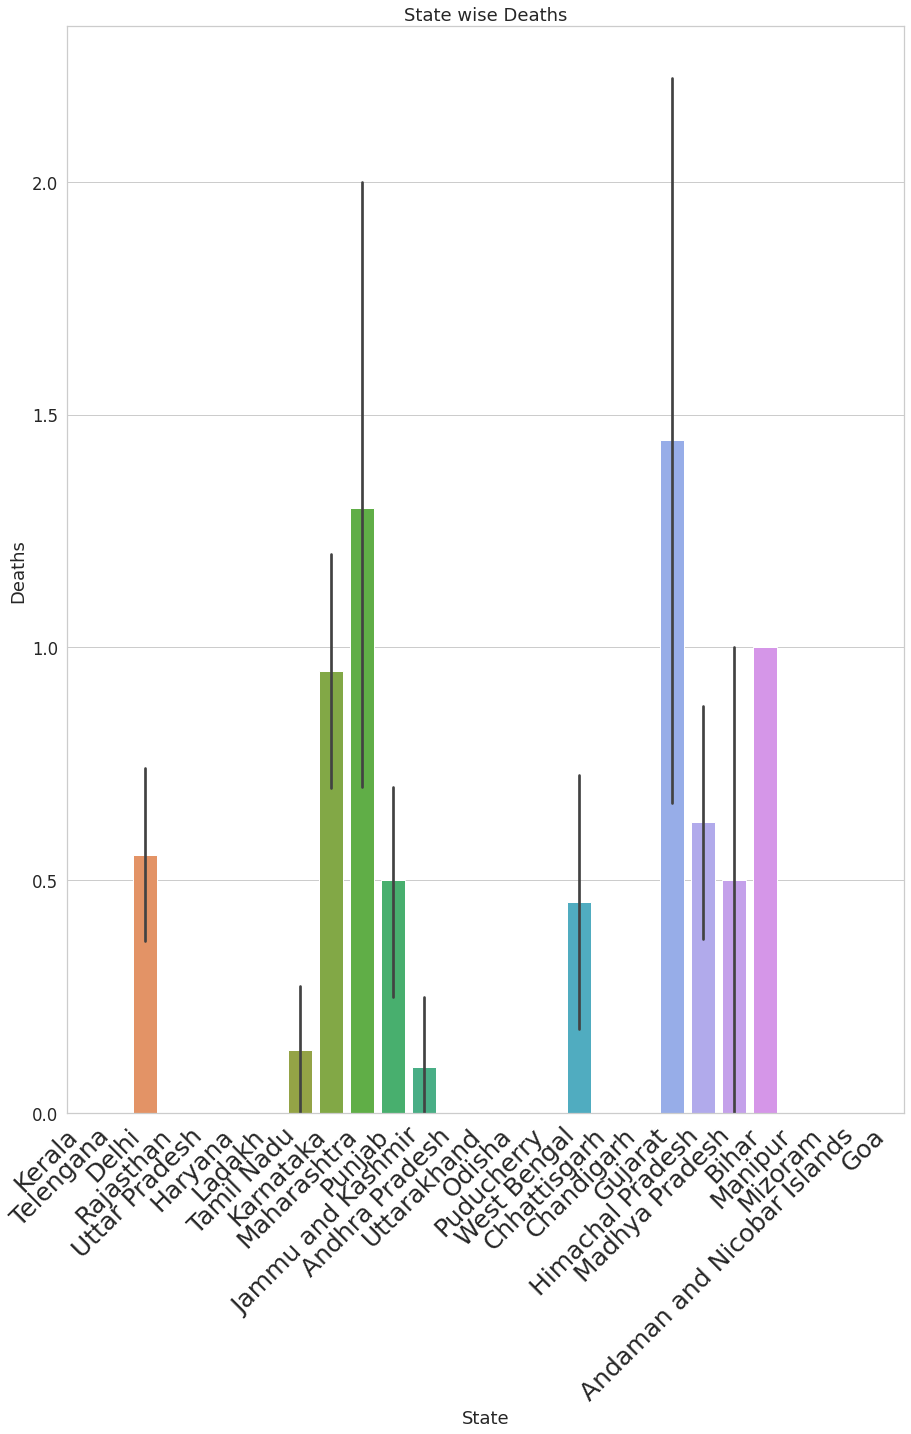 State wise Deaths
2.0
1.5
1.0
0.5
0.0
Deaths
Kerala
Telengana
Delhi
Rajasthan
Uttar Pradesh
Haryana
Ladakh
Tamil Nadu
Karnataka
Maharashtra
Punjab
Jammu and Kashmir
Andhra Pradesh
Uttarakhand
Odisha
Puducherry
West Bengal
Chhattisgarh
Chandigarh
Gujarat
Himachal Pradesh
Madhya Pradesh
Bihar
Manipur
Mizoram
Andaman and Nicobar Islands
Goa
State